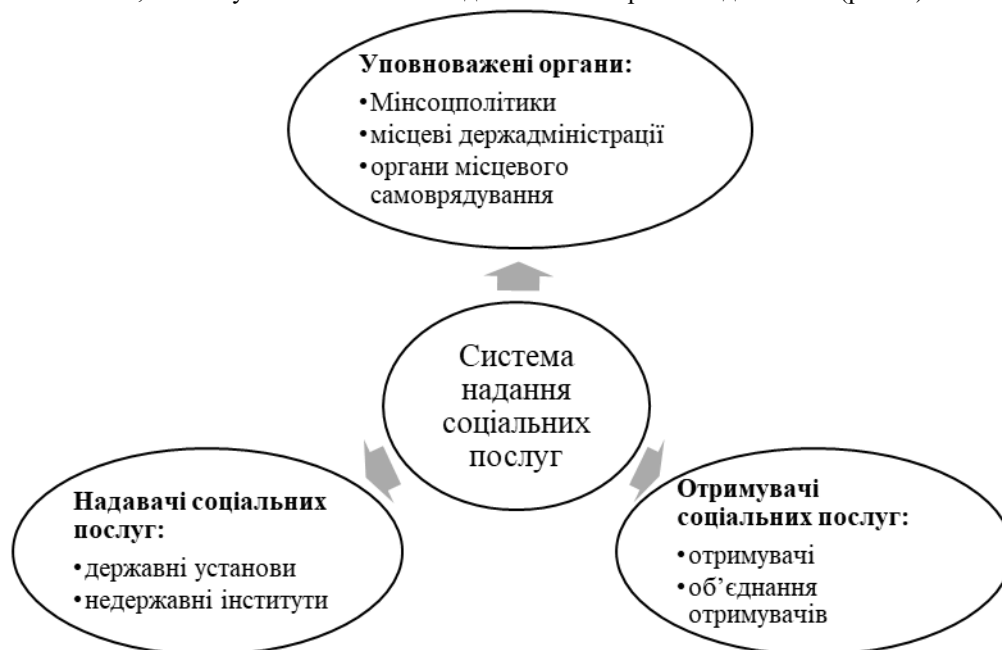 Уповноважені органи:
•Мінсоцполітики
•місцеві держадміністрації
•органи місцевого
самоврядування
Система
надання
соціальних
послуг
Надавачі соціальних
послуг:
•державні установи
•недержавні інститути
Отримувачі
соціальних послуг:
•отримувачі
•об’єднання
отримувачів